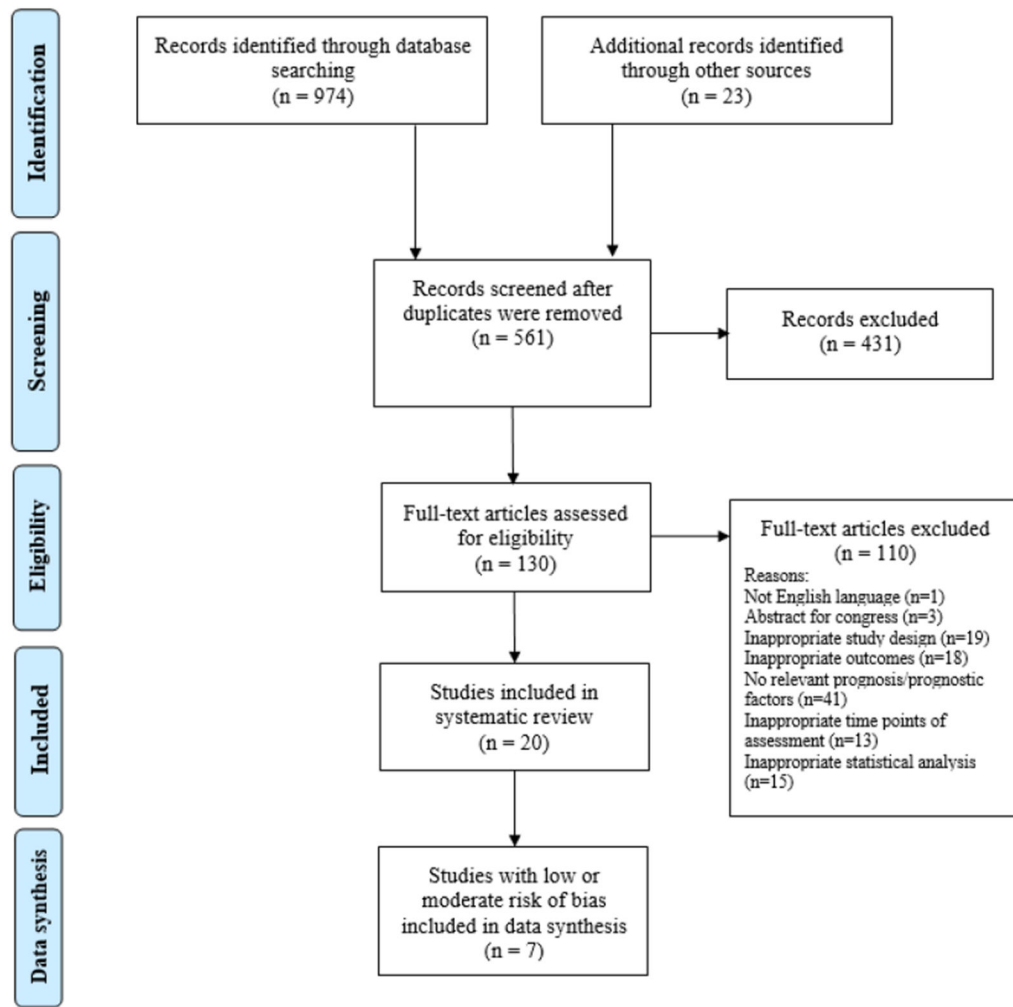 Identification
Records identified through database
searching
(n = 974)
Additional records identified
through other sources
(n = 23)
Screening
Records screened after
duplicates were removed
(n = 561)
Records excluded
(n = 431)
Eligibility
Full-text articles assessed
for eligibility
(n = 130)
Full-text articles excluded
(n = 110)
Reasons:
Not English language (n=1)
Abstract for congress (n=3)
Inappropriate study design (n=19)
Inappropriate outcomes (n=18)
No relevant prognosis/prognostic
factors (n=41)
Inappropriate time points of
assessment (n=13)
Inappropriate statistical analysis
(n=15)
Included
Studies included in
systematic review
(n = 20)
Data synthesis
Studies with low or
moderate risk of bias
included in data synthesis
(n = 7)